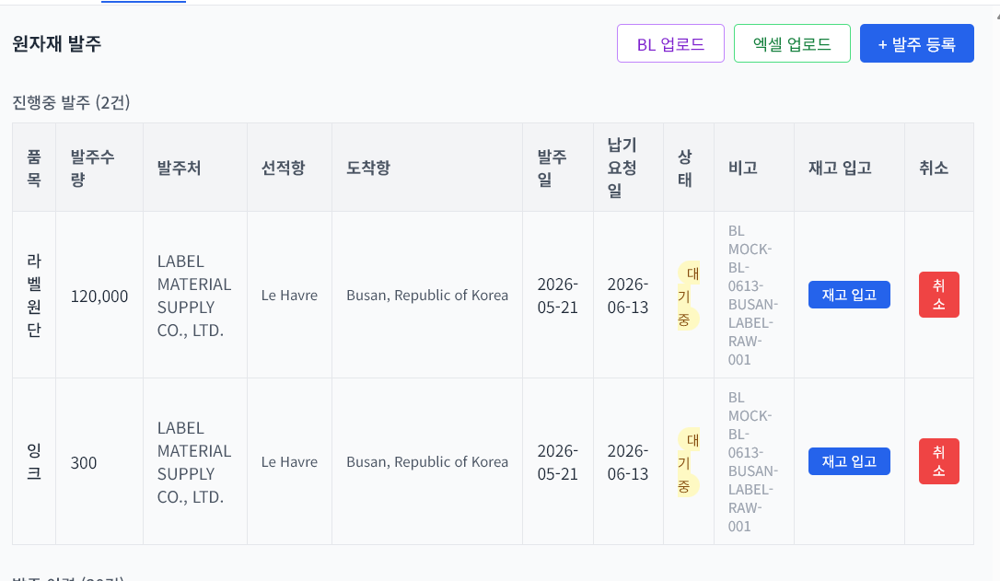 원자재 발주
BL 업로드
엑셀 업로드
+ 발주 등록
진행중 발주 (2건)
품
목
발주수
량
발주처
선적항
도착항
발주
일
납기
요청
일
상
태
비고
재고 입고
취소
라
벨
원
단
120,000
LABEL
MATERIAL
SUPPLY
CO., LTD.
Le Havre
Busan, Republic of Korea
2026-
05-21
2026-
06-13
대
기
중
BL
MOCK-
BL-
0613-
BUSAN-
LABEL-
RAW-
001
재고 입고
취
소
잉
크
300
LABEL
MATERIAL
SUPPLY
CO., LTD.
Le Havre
Busan, Republic of Korea
2026-
05-21
2026-
06-13
대
기
중
BL
MOCK-
BL-
0613-
BUSAN-
LABEL-
RAW-
001
재고 입고
취
소